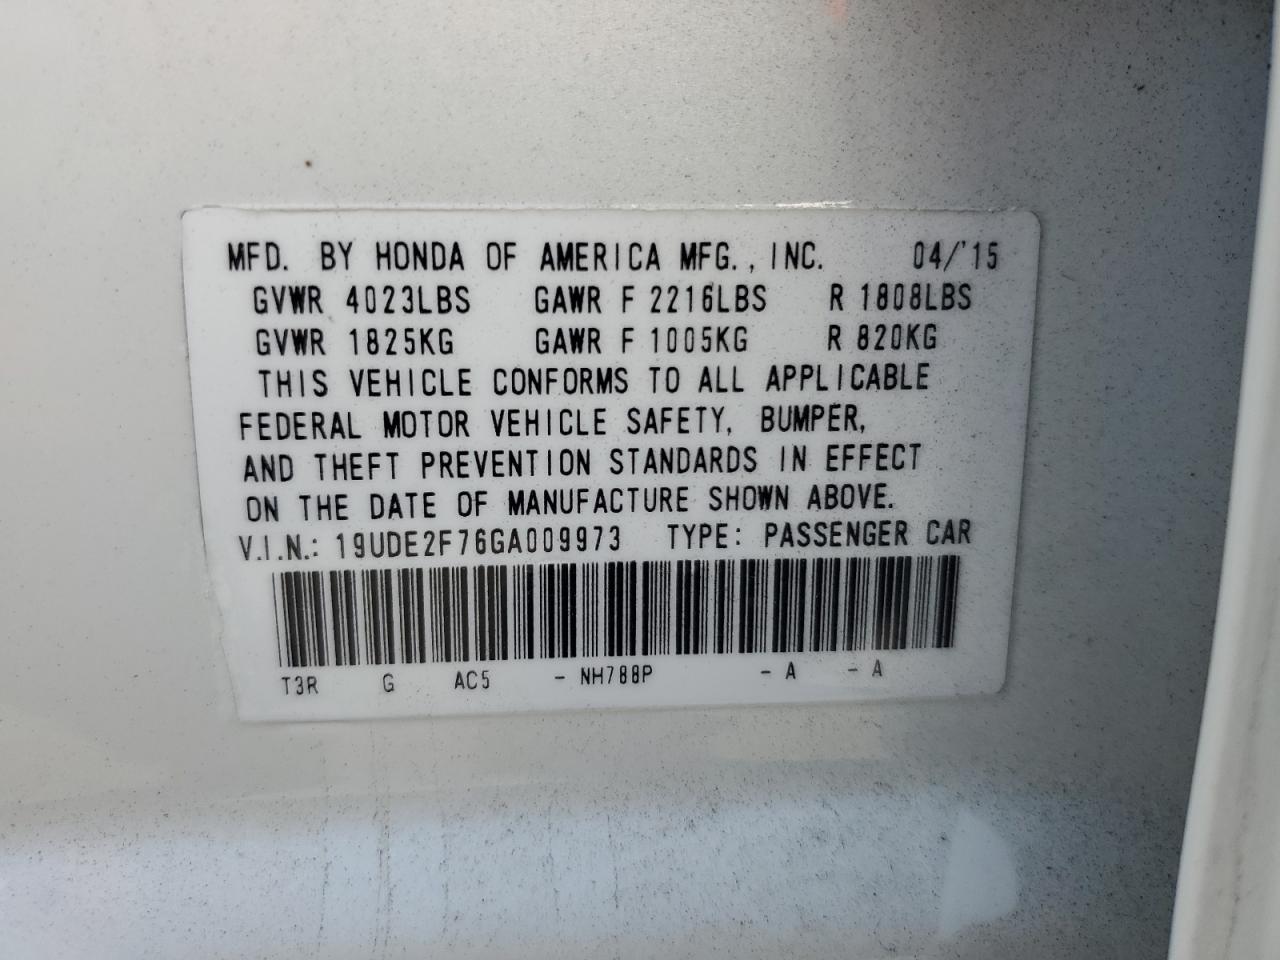 MFD. BY HONDA OF AMERICA MFG., INC. 04/'15
GVWR 4023LBS GAWR F 2216LBS R 1808LBS
GVWR 1825KG GAWR F 1005KG R 820KG
THIS VEHICLE CONFORMS TO ALL APPLICABLE
FEDERAL MOTOR VEHICLE SAFETY, BUMPER,
AND THEFT PREVENTION STANDARDS IN EFFECT
ON THE DATE OF MANUFACTURE SHOWN ABOVE.
V.I.N.: 19UDE2F76GA009973 TYPE: PASSENGER CAR
T3R G AC5 - NH788P - A - A